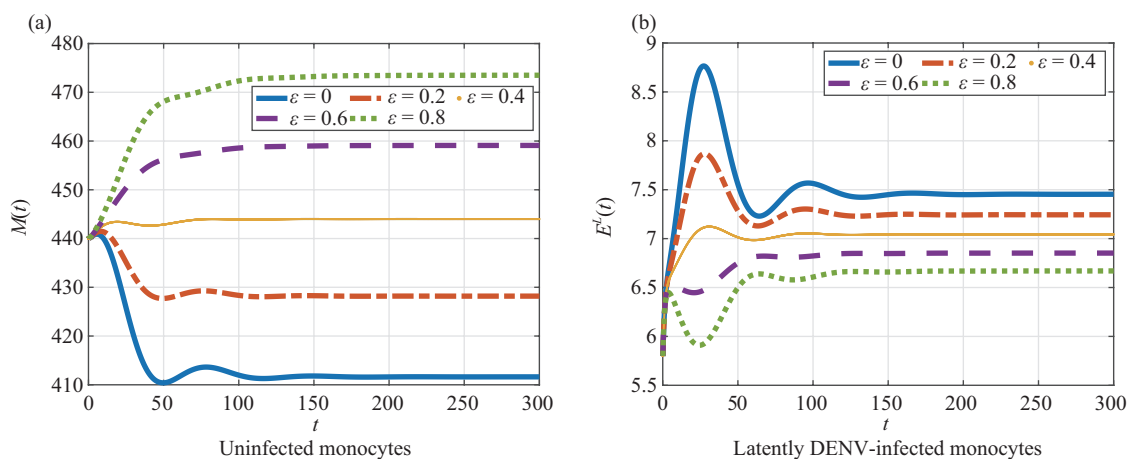 (a)
480
470
460
450
440
430
420
410
M(t)
ε = 0 ε = 0.2 ε = 0.4
ε = 0.6 ε = 0.8
0 50 100 150 200 250 300
t
Uninfected monocytes
(b)
9
8.5
8
7.5
7
6.5
6
5.5
E^L(t)
ε = 0 ε = 0.2 ε = 0.4
ε = 0.6 ε = 0.8
0 50 100 150 200 250 300
t
Latently DENV-infected monocytes